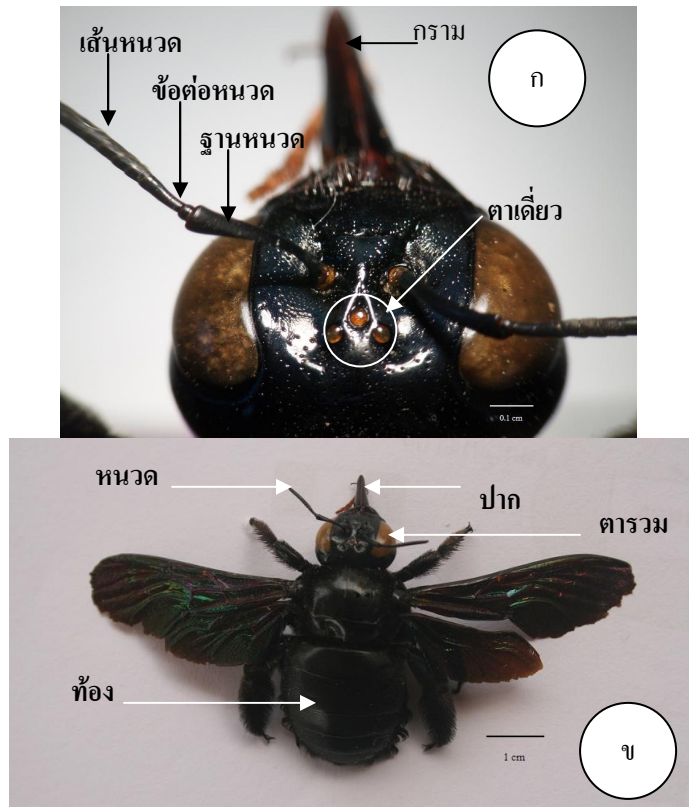 กราม
เส้นหนวด
ก
ข้อต่อหนวด
ฐานหนวด
ตาเดี่ยว
0.1 cm
หนวด
ปาก
ตารวม
ท้อง
1 cm
ข